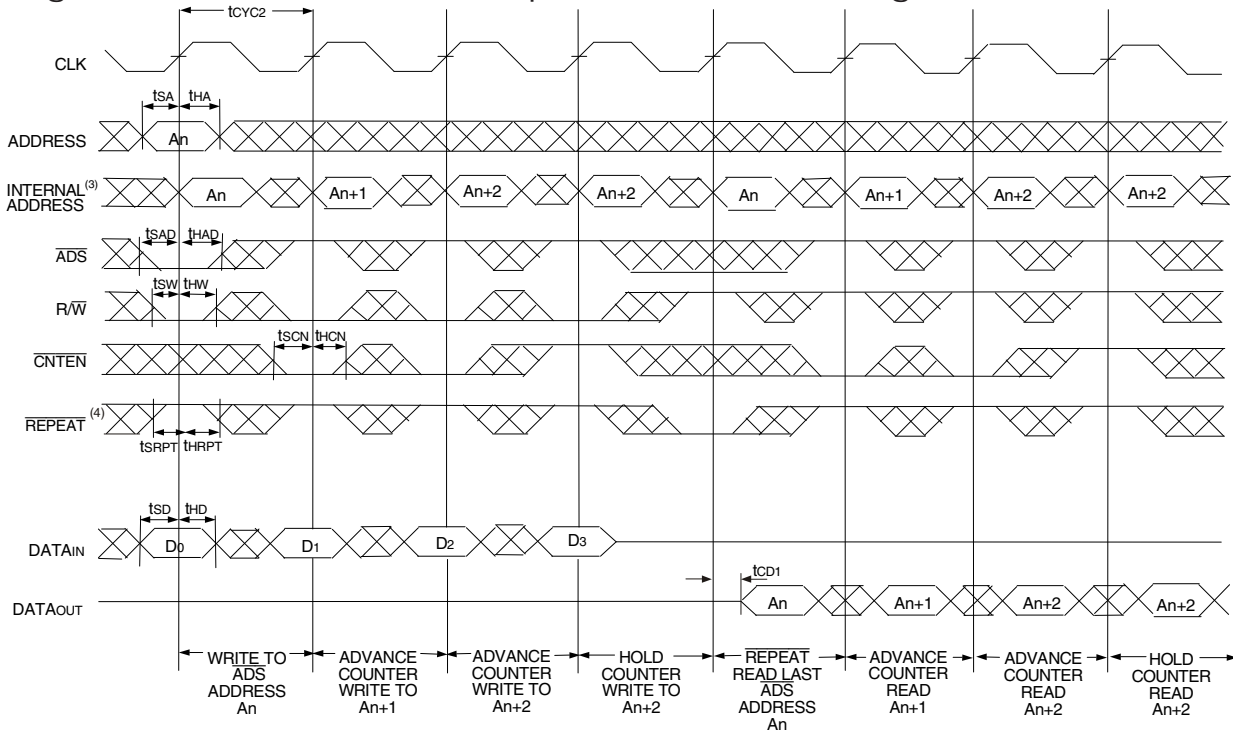 tCYC2
CLK
tSA tHA
ADDRESS An
INTERNAL(3) ADDRESS An An+1 An+2 An+2 An An+1 An+2 An+2
tSAD tHAD
ADS
tSW tHW
R/W
tSCN tHCN
CNTEN
REPEAT (4)
tSRPT tHRPT
tSD tHD
DATAIN D0 D1 D2 D3
tCD1
DATAOUT An An+1 An+2 An+2
WRITE TO ADS ADDRESS An
ADVANCE COUNTER WRITE TO An+1
ADVANCE COUNTER WRITE TO An+2
HOLD COUNTER WRITE TO An+2
REPEAT READ LAST ADS ADDRESS An
ADVANCE COUNTER READ An+1
ADVANCE COUNTER READ An+2
HOLD COUNTER READ An+2